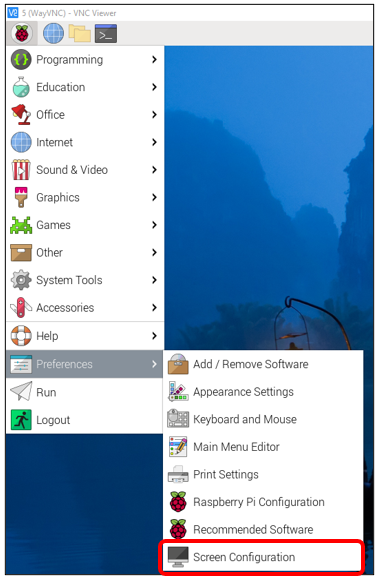 5 (WayVNC) - VNC Viewer
Programming
Education
Office
Internet
Sound & Video
Graphics
Games
Other
System Tools
Accessories
Help
Preferences
Run
Logout
Add / Remove Software
Appearance Settings
Keyboard and Mouse
Main Menu Editor
Print Settings
Raspberry Pi Configuration
Recommended Software
Screen Configuration